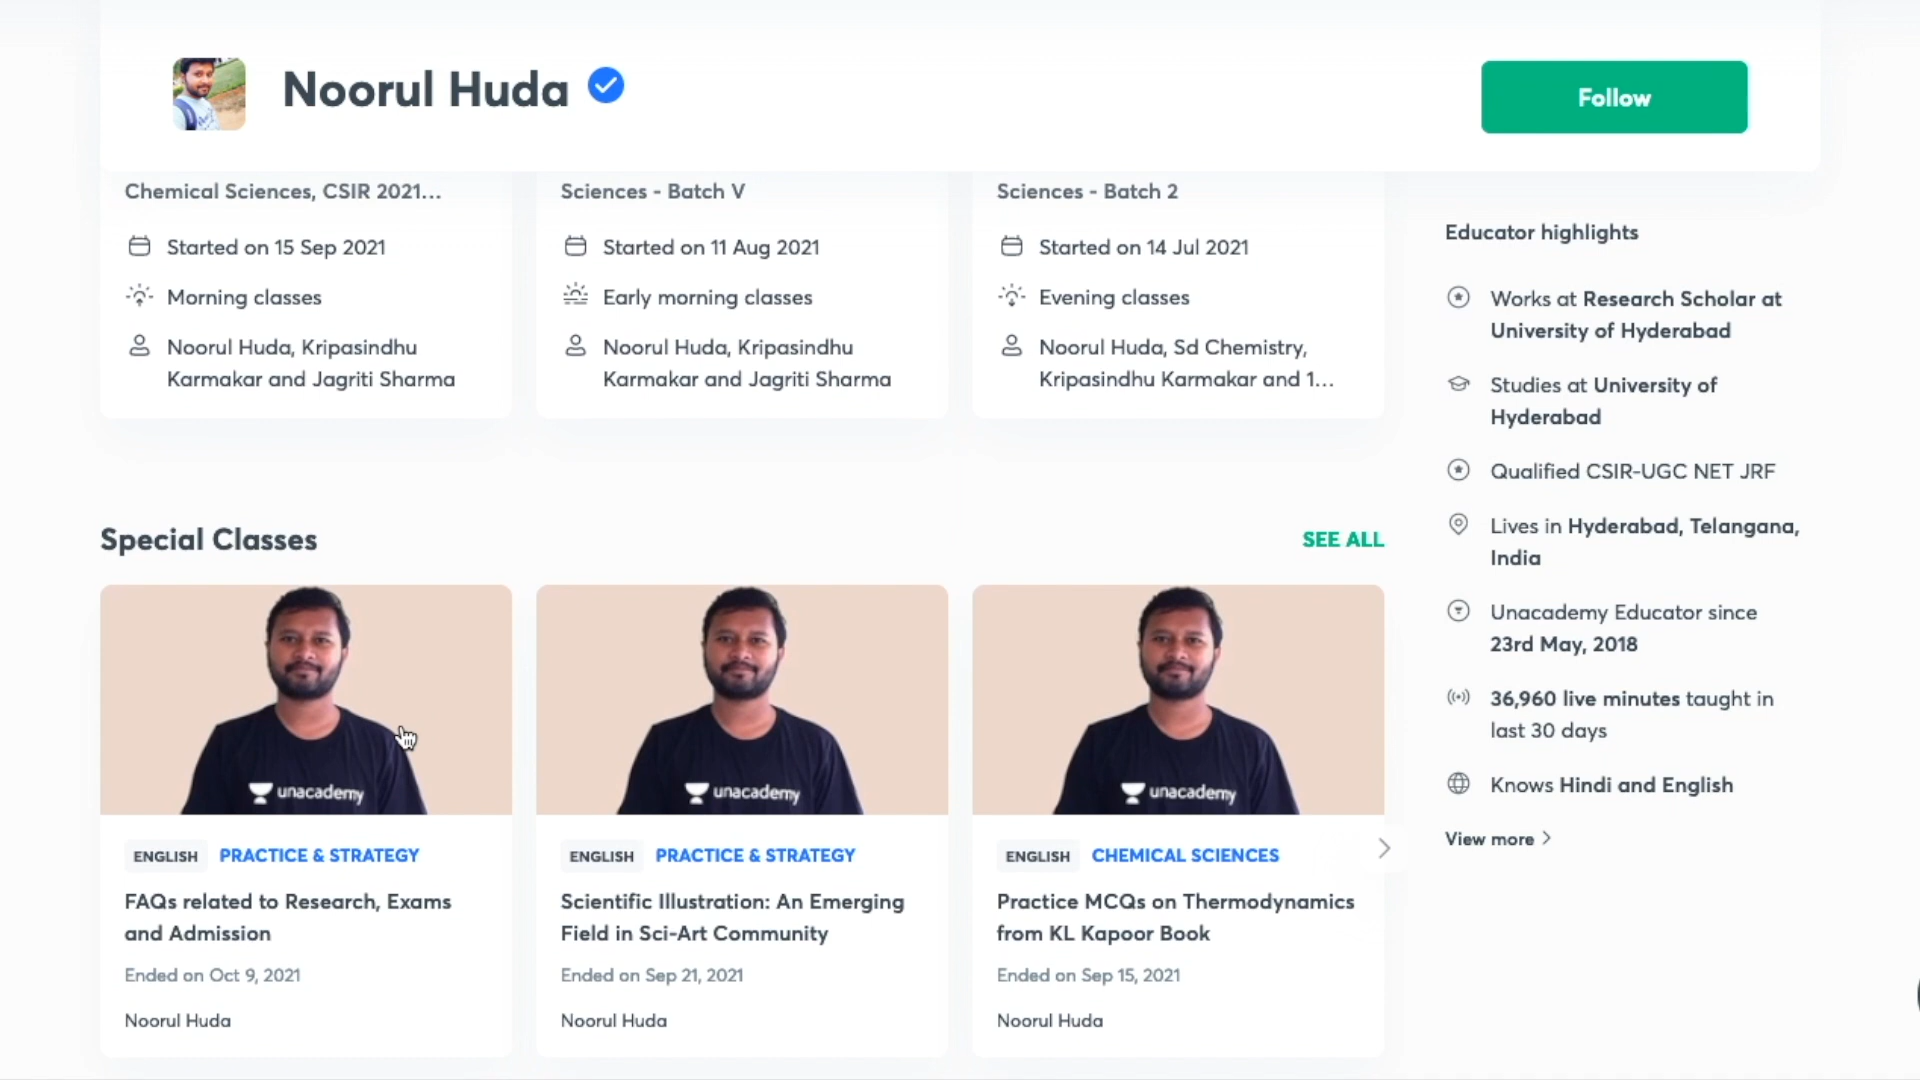 Noorul Huda
Follow
Chemical Sciences, CSIR 2021...
Started on 15 Sep 2021
Morning classes
Noorul Huda, Kripasindhu
Karmakar and Jagriti Sharma
Sciences - Batch V
Started on 11 Aug 2021
Early morning classes
Noorul Huda, Kripasindhu
Karmakar and Jagriti Sharma
Sciences - Batch 2
Started on 14 Jul 2021
Evening classes
Noorul Huda, Sd Chemistry,
Kripasindhu Karmakar and 1...
Educator highlights
Works at Research Scholar at
University of Hyderabad
Studies at University of
Hyderabad
Qualified CSIR-UGC NET JRF
Lives in Hyderabad, Telangana,
India
Unacademy Educator since
23rd May, 2018
36,960 live minutes taught in
last 30 days
Knows Hindi and English
View more
Special Classes
SEE ALL
unacademy
ENGLISH PRACTICE & STRATEGY
FAQs related to Research, Exams
and Admission
Ended on Oct 9, 2021
Noorul Huda
unacademy
ENGLISH PRACTICE & STRATEGY
Scientific Illustration: An Emerging
Field in Sci-Art Community
Ended on Sep 21, 2021
Noorul Huda
unacademy
ENGLISH CHEMICAL SCIENCES
Practice MCQs on Thermodynamics
from KL Kapoor Book
Ended on Sep 15, 2021
Noorul Huda